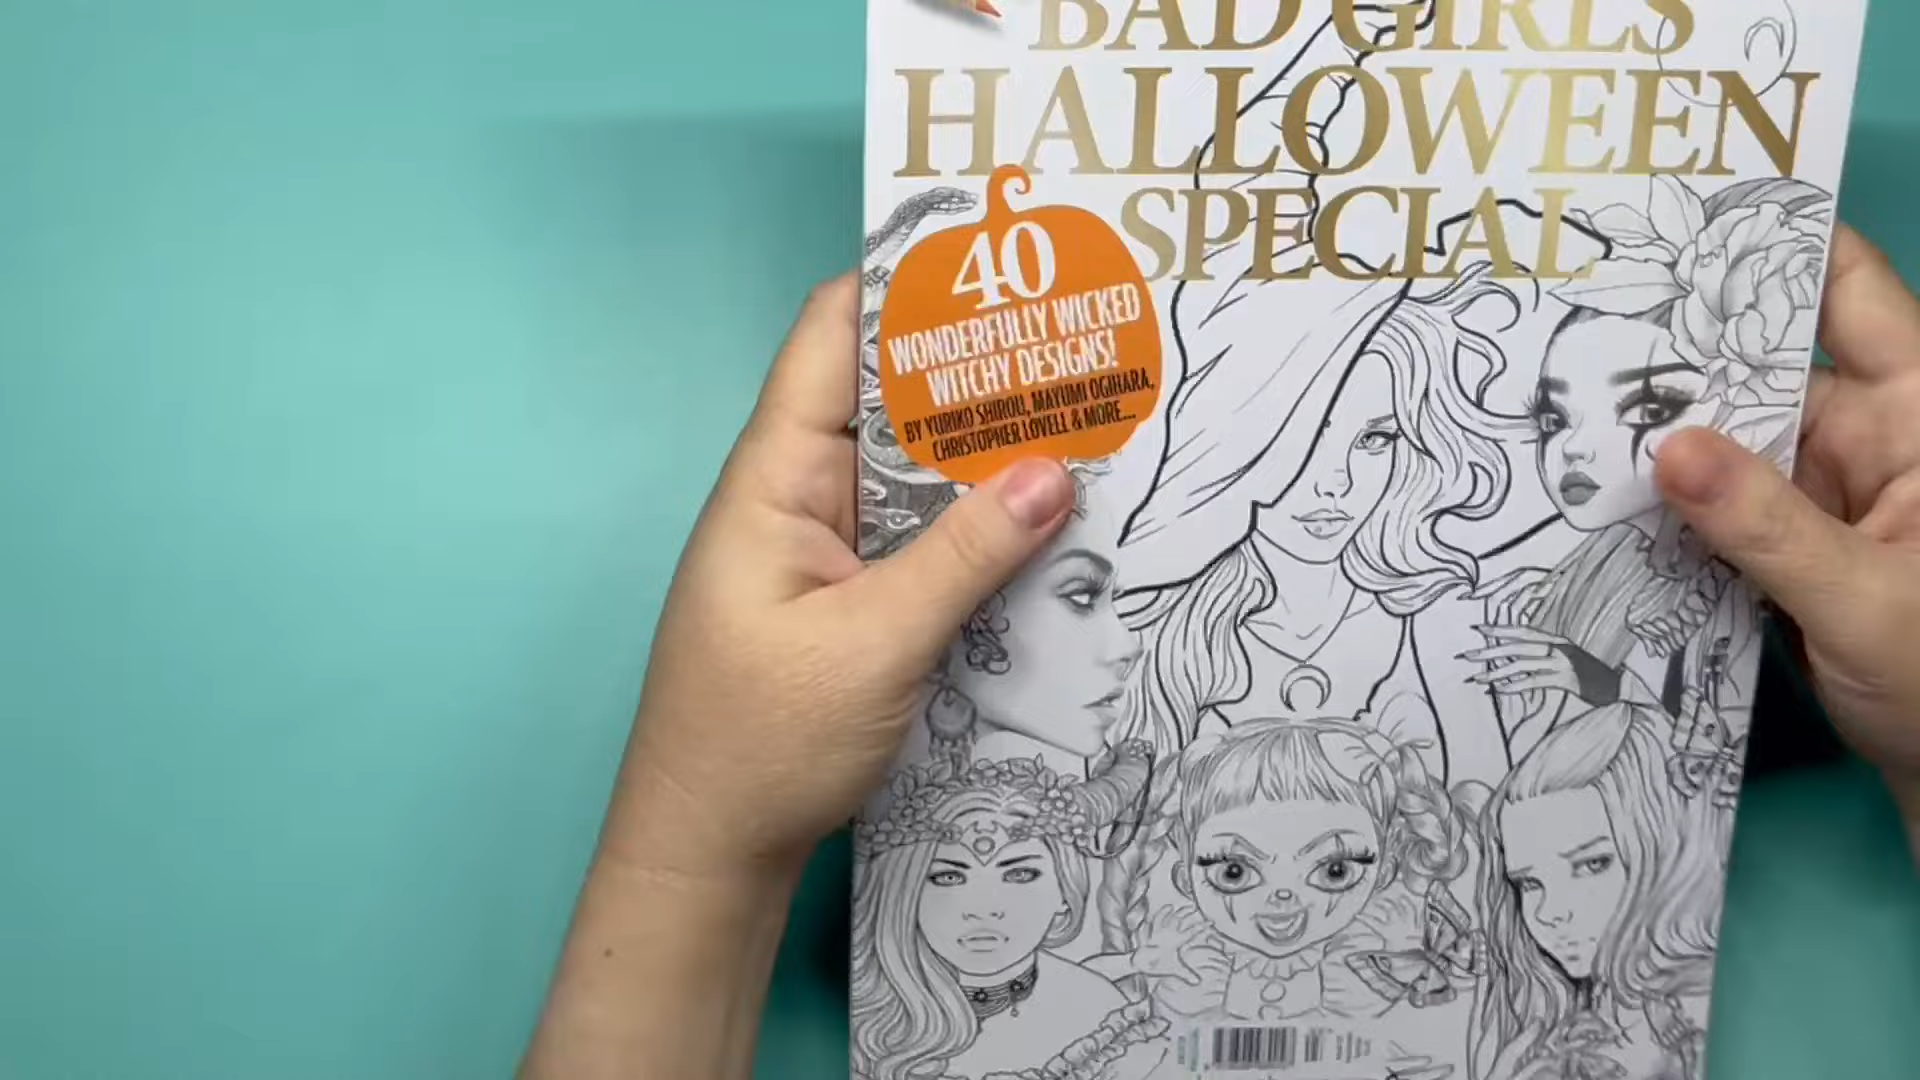 BAD GIRLS
HALLOWEEN
SPECIAL
40
WONDERFULLY WICKED
WITCHY DESIGNS!
BY YURIKO SHIROU, MAYUMI OGIHARA,
CHRISTOPHER LOVELL & MORE...